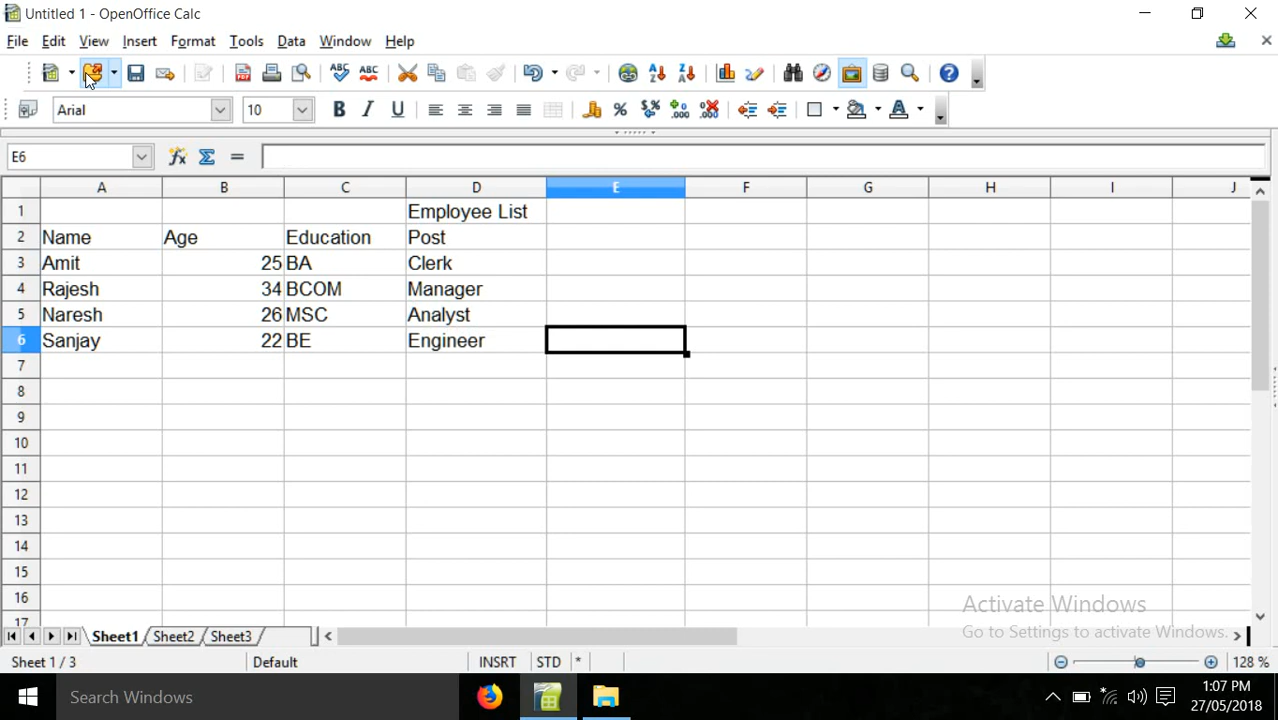 Untitled 1 - OpenOffice Calc
File Edit View Insert Format Tools Data Window Help
Arial 10
E6
A B C D E F G H I J
1 Employee List
2 Name Age Education Post
3 Amit 25 BA Clerk
4 Rajesh 34 BCOM Manager
5 Naresh 26 MSC Analyst
6 Sanjay 22 BE Engineer
7
8
9
10
11
12
13
14
15
16
17
Activate Windows
Go to Settings to activate Windows.
Sheet1 Sheet2 Sheet3
Sheet 1 / 3 Default INSRT STD * 128 %
Search Windows
1:07 PM
27/05/2018